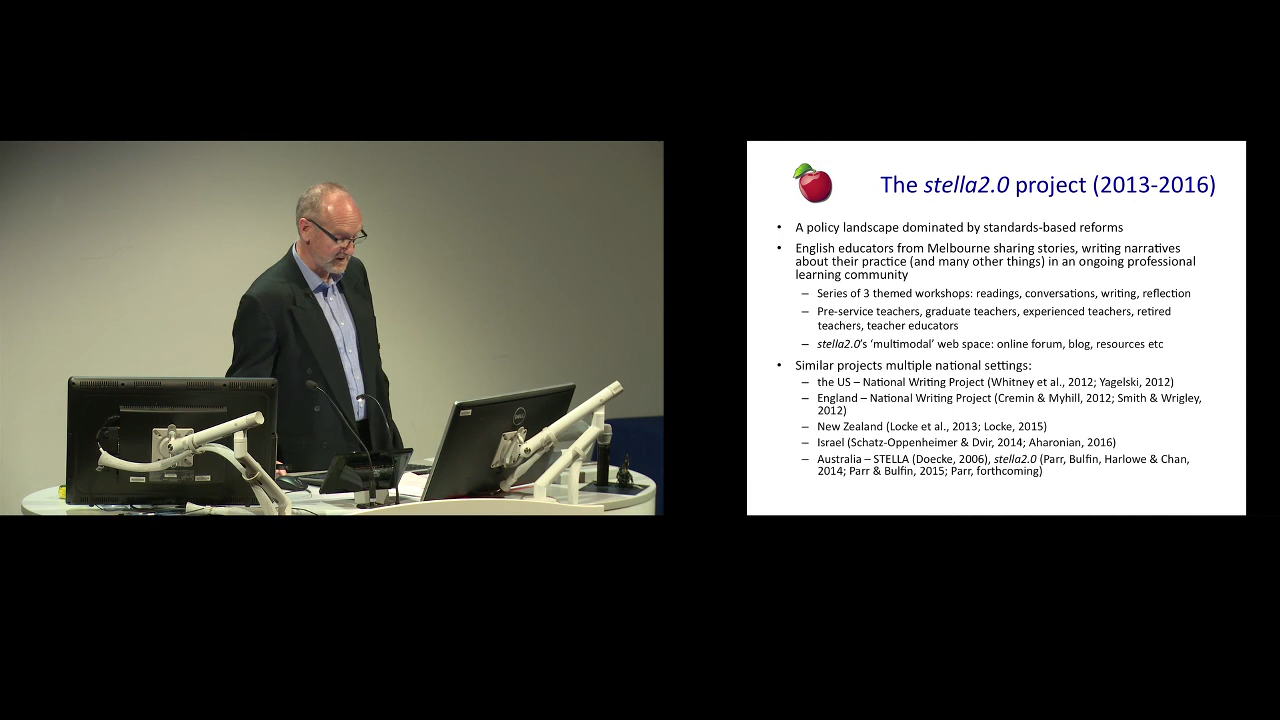 The stella2.0 project (2013-2016)
• A policy landscape dominated by standards-based reforms
• English educators from Melbourne sharing stories, writing narratives
about their practice (and many other things) in an ongoing professional
learning community
– Series of 3 themed workshops: readings, conversations, writing, reflection
– Pre-service teachers, graduate teachers, experienced teachers, retired
teachers, teacher educators
– stella2.0's 'multimodal' web space: online forum, blog, resources etc
• Similar projects multiple national settings:
– the US – National Writing Project (Whitney et al., 2012; Yagelski, 2012)
– England – National Writing Project (Cremin & Myhill, 2012; Smith & Wrigley,
2012)
– New Zealand (Locke et al., 2013; Locke, 2015)
– Israel (Schatz-Oppenheimer & Dvir, 2014; Aharonian, 2016)
– Australia – STELLA (Doecke, 2006), stella2.0 (Parr, Bulfin, Harlowe & Chan,
2014; Parr & Bulfin, 2015; Parr, forthcoming)
DELL